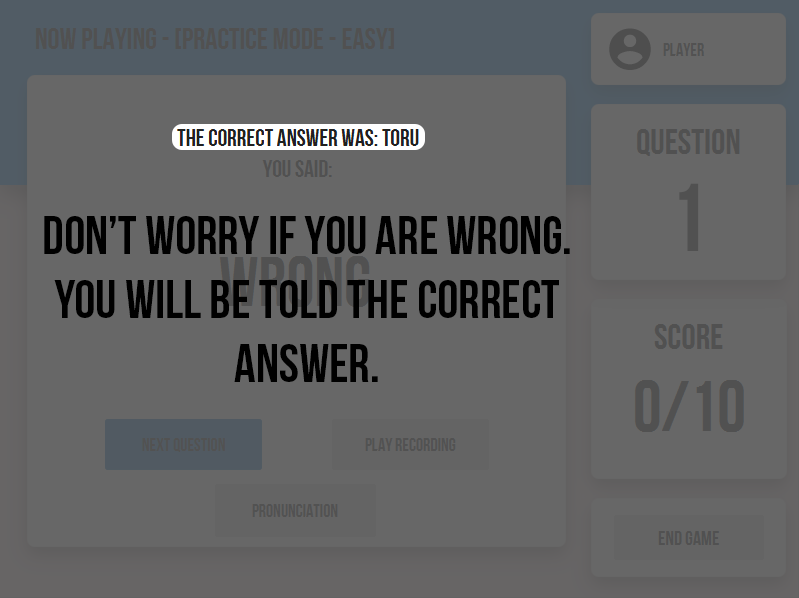 NOW PLAYING - [PRACTICE MODE - EASY]
PLAYER
THE CORRECT ANSWER WAS: TORU
YOU SAID:
WRONG
DON'T WORRY IF YOU ARE WRONG.
YOU WILL BE TOLD THE CORRECT
ANSWER.
NEXT QUESTION
PLAY RECORDING
PRONUNCIATION
QUESTION
1
SCORE
0/10
END GAME